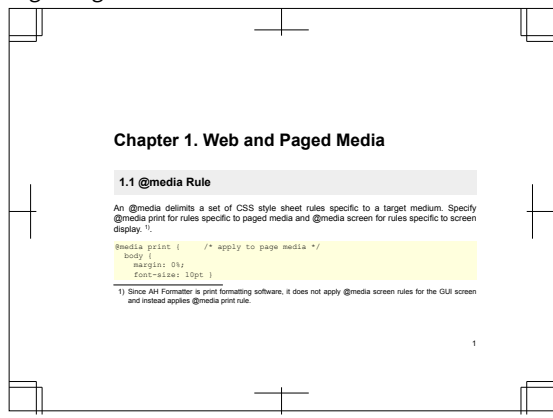 Chapter 1. Web and Paged Media
1.1 @media Rule
An @media delimits a set of CSS style sheet rules specific to a target medium. Specify
@media print for rules specific to paged media and @media screen for rules specific to screen
display. 1).
@media print {    /* apply to page media */
  body {
    margin: 0%;
    font-size: 10pt }
1) Since AH Formatter is print formatting software, it does not apply @media screen rules for the GUI screen
and instead applies @media print rule.
1